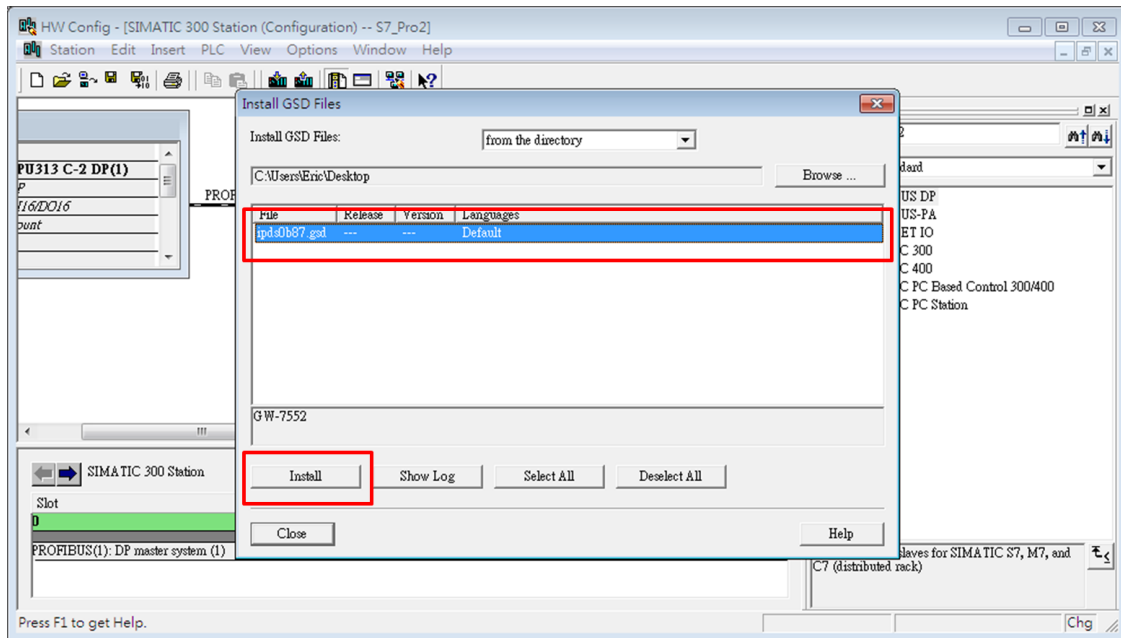 HW Config - [SIMATIC 300 Station (Configuration) -- S7_Pro2]
Station Edit Insert PLC View Options Window Help
Install GSD Files
Install GSD Files:
from the directory
C:\Users\Eric\Desktop
Browse ...
File Release Version Languages
ipds0b87.gsd --- --- Default
GW-7552
Install Show Log Select All Deselect All
Close Help
PU313 C-2 DP(1)
I16/DO16
ount
PROF
dard
US DP
US-PA
ET IO
C 300
C 400
C PC Based Control 300/400
C PC Station
SIMATIC 300 Station
Slot
0
PROFIBUS(1): DP master system (1)
slaves for SIMATIC S7, M7, and
C7 (distributed rack)
Press F1 to get Help.
Chg